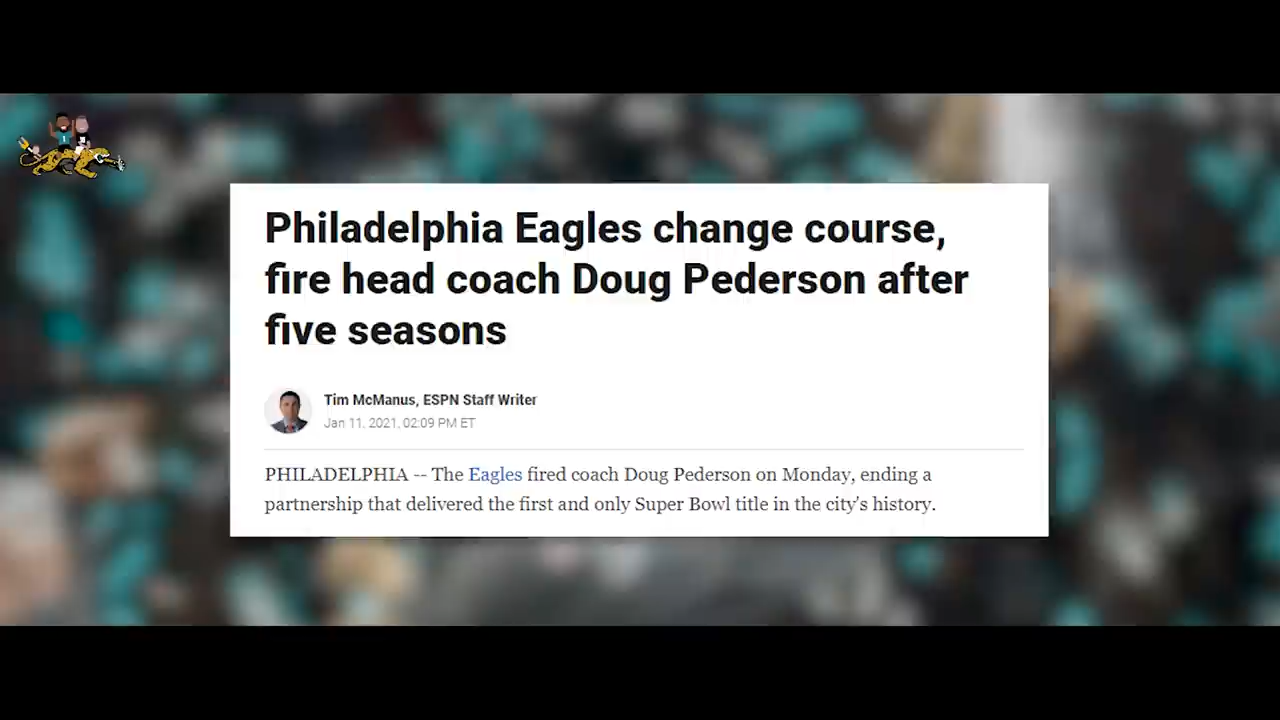 Philadelphia Eagles change course,
fire head coach Doug Pederson after
five seasons
Tim McManus, ESPN Staff Writer
Jan 11, 2021, 02:09 PM ET
PHILADELPHIA -- The Eagles fired coach Doug Pederson on Monday, ending a
partnership that delivered the first and only Super Bowl title in the city's history.